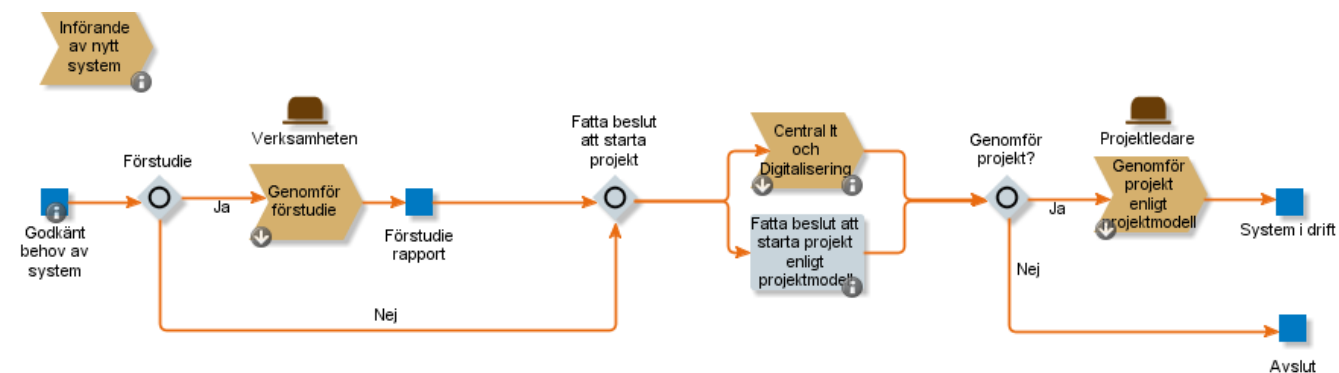 Införande
av nytt
system
Verksamheten
Förstudie
Ja
Genomför
förstudie
Godkänt
behov av
system
Förstudie
rapport
Nej
Fatta beslut
att starta
projekt
Central It
och
Digitalisering
Fatta beslut att
starta projekt
enligt
projektmodell
Genomför
projekt?
Ja
Nej
Projektledare
Genomför
projekt
enligt
projektmodell
System i drift
Avslut